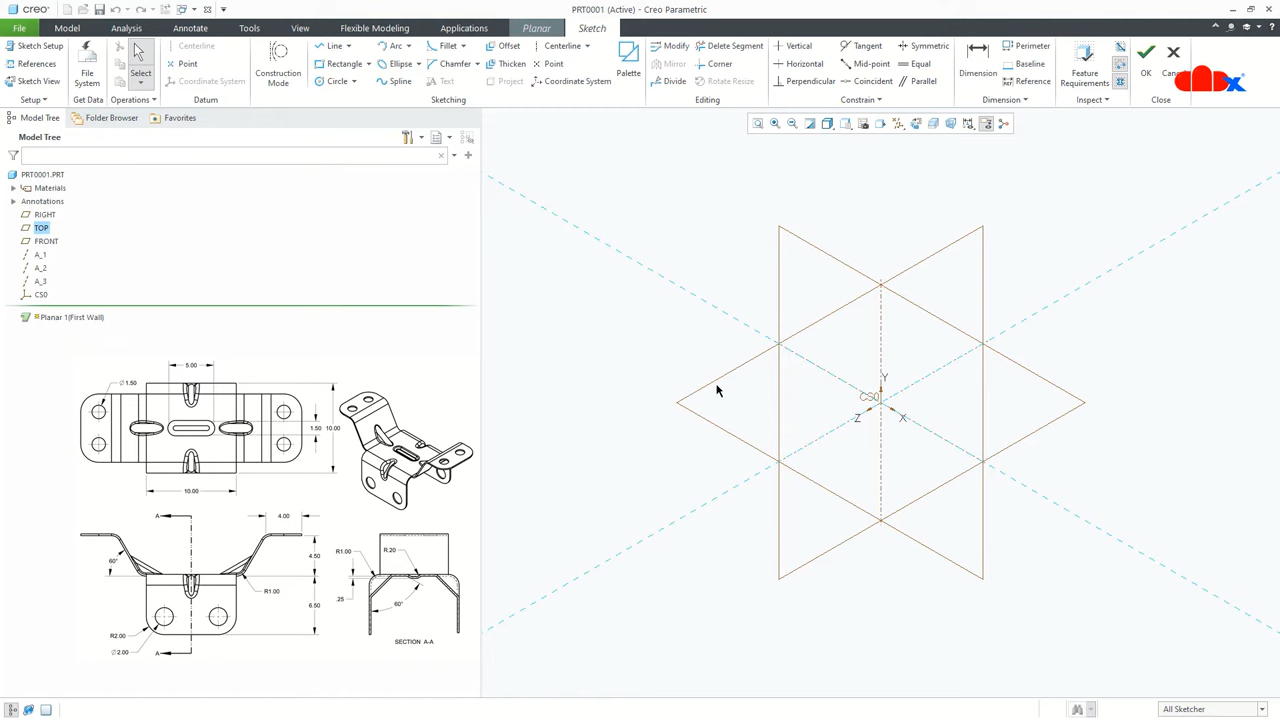 creo
PRT0001 (Active) - Creo Parametric
File Model Analysis Annotate Tools View Flexible Modeling Applications Planar Sketch
Sketch Setup
References
Sketch View
Setup
File System
Get Data
Select
Operations
Centerline
Point
Coordinate System
Datum
Construction Mode
Line Arc Fillet Offset Centerline
Rectangle Ellipse Chamfer Thicken Point
Circle Spline Text Project Coordinate System
Palette
Sketching
Modify Delete Segment
Mirror Corner
Divide Rotate Resize
Editing
Vertical Tangent Symmetric
Horizontal Mid-point Equal
Perpendicular Coincident Parallel
Constrain
Dimension
Perimeter
Baseline
Reference
Dimension
Feature Requirements
Inspect
OK
Close
Model Tree Folder Browser Favorites
Model Tree
PRT0001.PRT
Materials
Annotations
RIGHT
TOP
FRONT
A_1
A_2
A_3
CS0
Planar 1(First Wall)
5.00
Ø 1.50
1.50 10.00
10.00
A
4.00
60°
4.50
R1.00
6.50
R2.00
Ø 2.00
A
R1.00
R.20
.25
60°
SECTION A-A
Y
CS0
Z X
All Sketcher